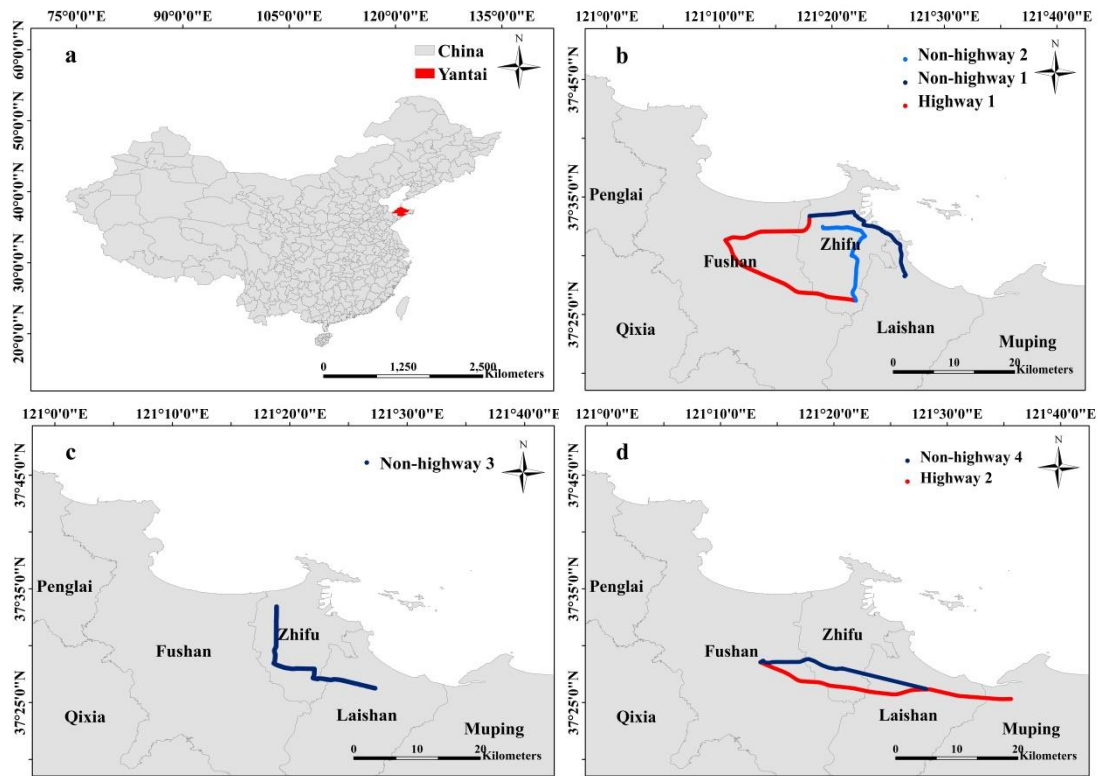 75°0'0"E 90°0'0"E 105°0'0"E 120°0'0"E 135°0'0"E
60°0'0"N
50°0'0"N
40°0'0"N
30°0'0"N
20°0'0"N
a
China
Yantai
N
0 1,250 2,500
Kilometers
121°0'0"E 121°10'0"E 121°20'0"E 121°30'0"E 121°40'0"E
37°45'0"N
37°35'0"N
37°25'0"N
b
Non-highway 2
Non-highway 1
Highway 1
N
Penglai
Zhifu
Fushan
Qixia
Laishan
Muping
0 10 20
Kilometers
121°0'0"E 121°10'0"E 121°20'0"E 121°30'0"E 121°40'0"E
37°45'0"N
37°35'0"N
37°25'0"N
c
Non-highway 3
N
Penglai
Zhifu
Fushan
Qixia
Laishan
Muping
0 10 20
Kilometers
121°0'0"E 121°10'0"E 121°20'0"E 121°30'0"E 121°40'0"E
37°45'0"N
37°35'0"N
37°25'0"N
d
Non-highway 4
Highway 2
N
Penglai
Zhifu
Fushan
Qixia
Laishan
Muping
0 10 20
Kilometers